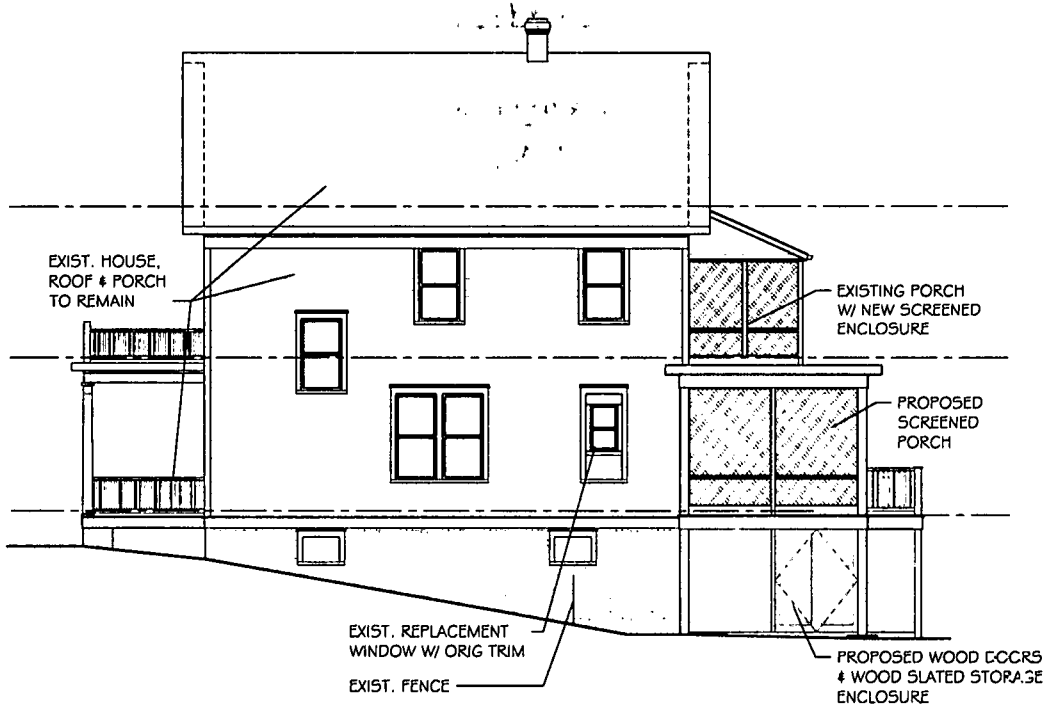 EXIST. HOUSE,
ROOF & PORCH
TO REMAIN
EXISTING PORCH
W/ NEW SCREENED
ENCLOSURE
PROPOSED
SCREENED
PORCH
EXIST. REPLACEMENT
WINDOW W/ ORIG TRIM
EXIST. FENCE
PROPOSED WOOD DOORS
& WOOD SLATED STORAGE
ENCLOSURE